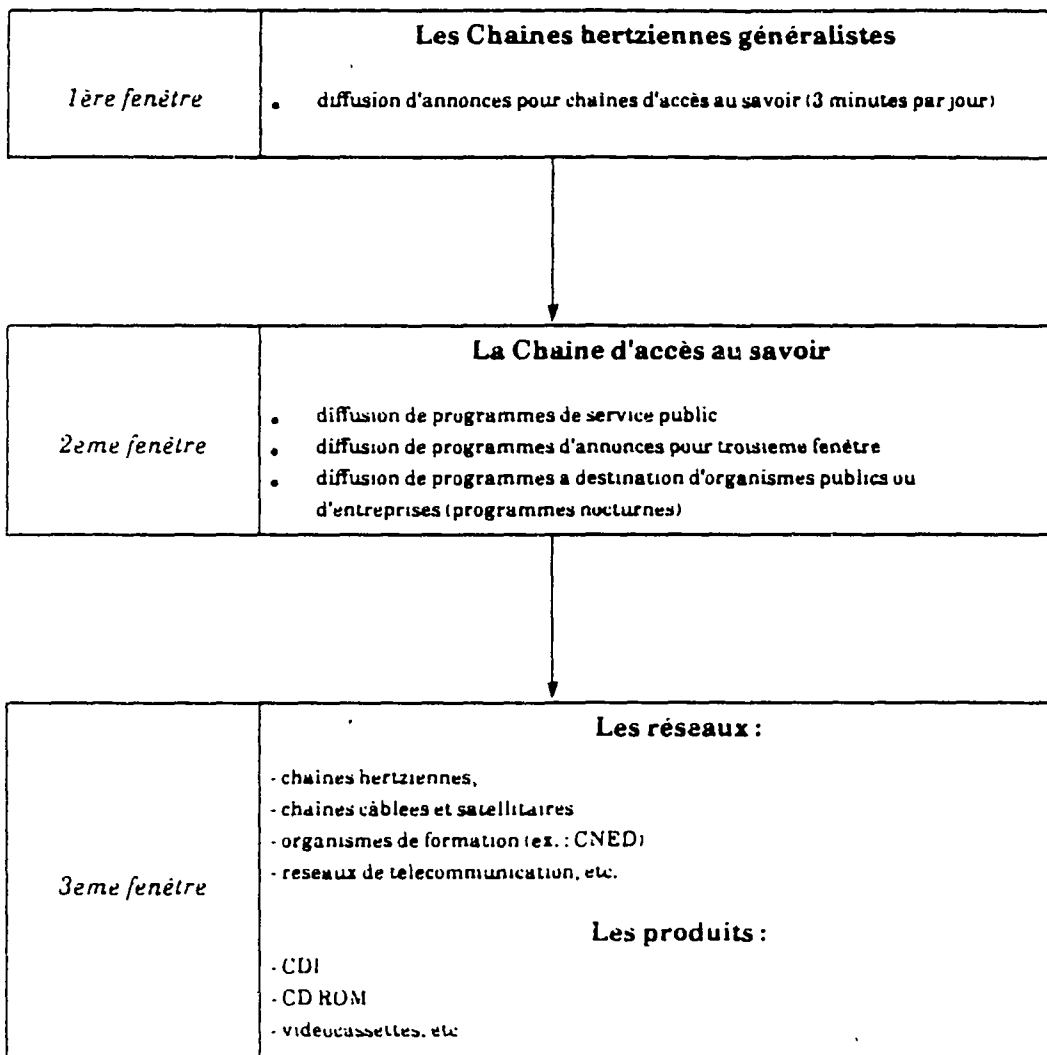 Les Chaines hertziennes généralistes
1ère fenêtre
• diffusion d'annonces pour chaînes d'accès au savoir (3 minutes par jour)
La Chaine d'accès au savoir
2eme fenêtre
• diffusion de programmes de service public
• diffusion de programmes d'annonces pour troisieme fenêtre
• diffusion de programmes a destination d'organismes publics ou
d'entreprises (programmes nocturnes)
3eme fenêtre
Les réseaux :
- chaines hertziennes,
- chaines câblees et satellitaires
- organismes de formation (ex. : CNED)
- reseaux de telecommunication, etc.
Les produits :
- CDI
- CD ROM
- videocassettes, etc